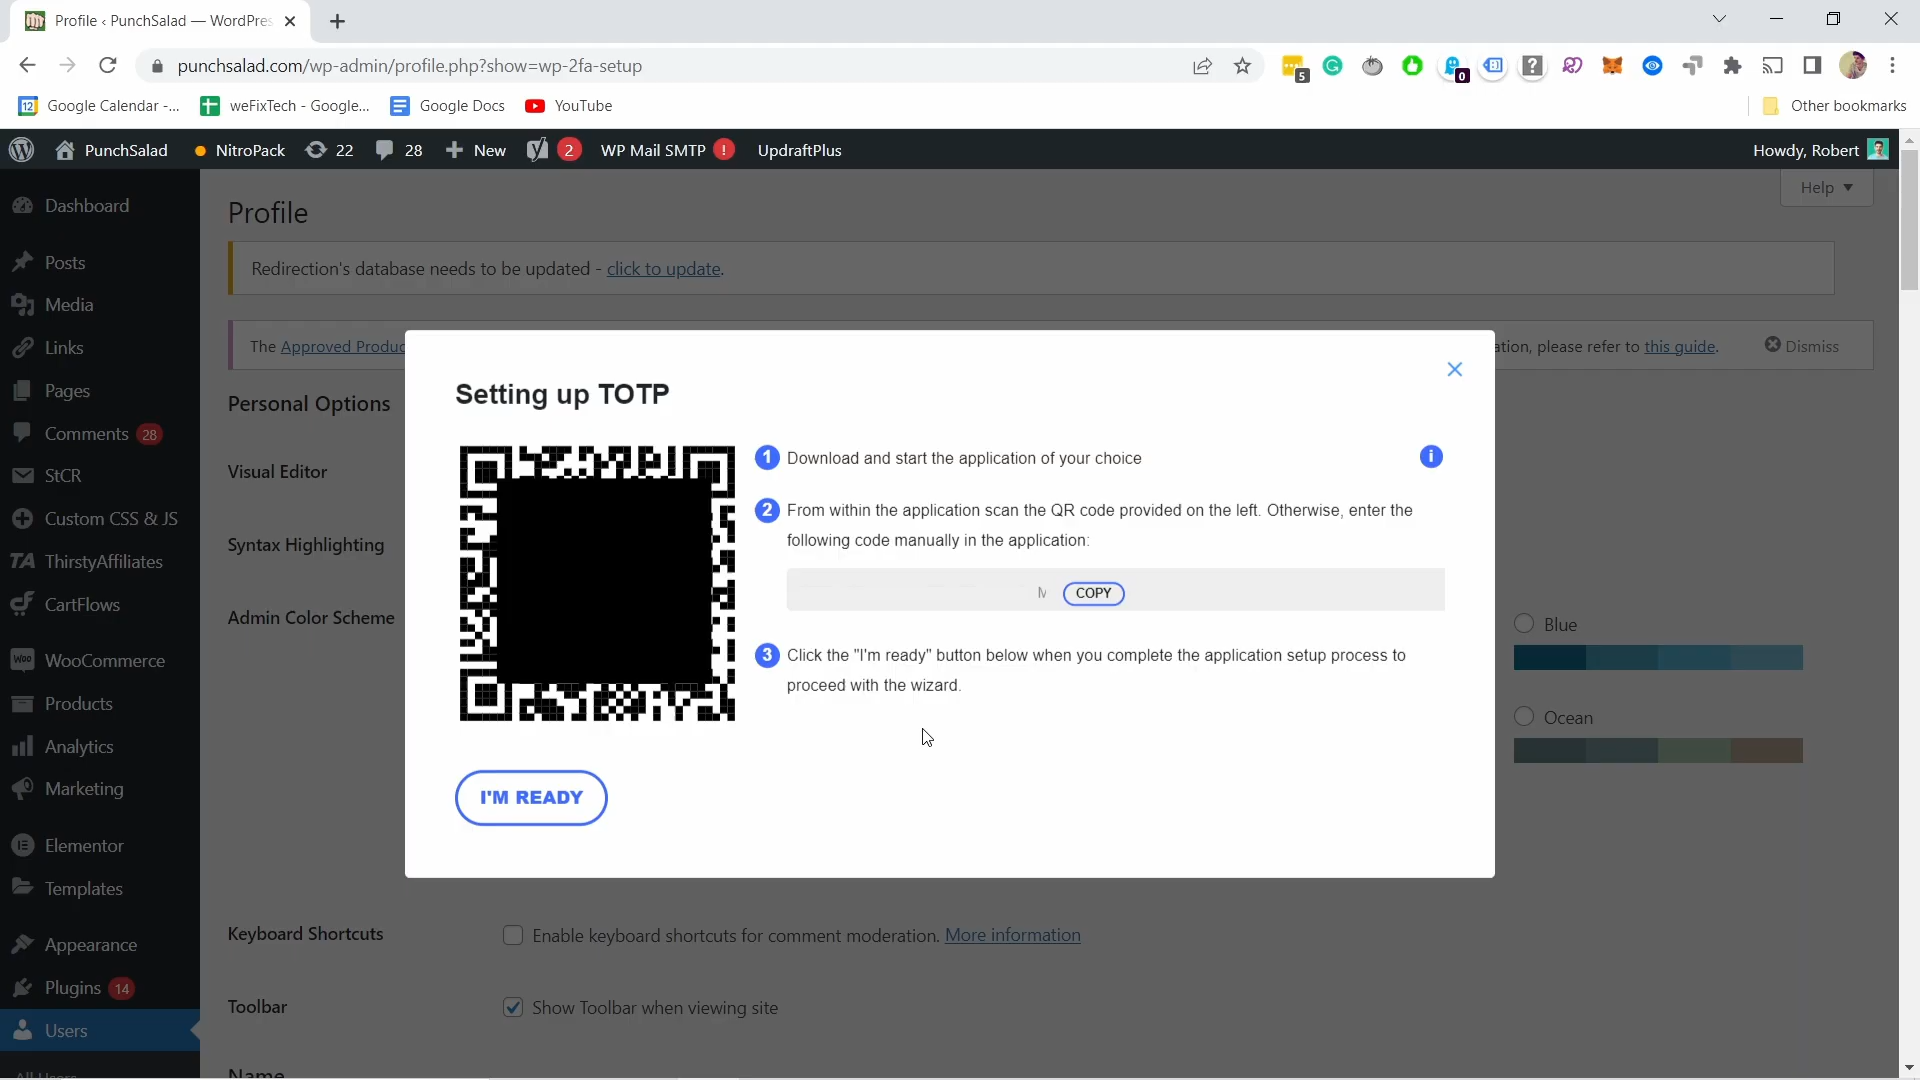 Profile ‹ PunchSalad — WordPres
punchsalad.com/wp-admin/profile.php?show=wp-2fa-setup
5
0
Google Calendar -...
weFixTech - Google...
Google Docs
YouTube
Other bookmarks
PunchSalad
NitroPack
22
28
New
2
WP Mail SMTP
!
UpdraftPlus
Howdy, Robert
Help
Dashboard
Posts
Media
Links
Pages
Comments 28
StCR
Custom CSS & JS
TA ThirstyAffiliates
CartFlows
Woo WooCommerce
Products
Analytics
Marketing
Elementor
Templates
Appearance
Plugins 14
Users
All Users
Profile
Redirection's database needs to be updated - click to update.
The Approved Produc
ation, please refer to this guide.
Dismiss
Personal Options
Visual Editor
Syntax Highlighting
Admin Color Scheme
Blue
Ocean
Setting up TOTP
1 Download and start the application of your choice
i
2 From within the application scan the QR code provided on the left. Otherwise, enter the
following code manually in the application:
COPY
3 Click the "I'm ready" button below when you complete the application setup process to
proceed with the wizard.
I'M READY
Keyboard Shortcuts
Enable keyboard shortcuts for comment moderation. More information
Toolbar
Show Toolbar when viewing site
Name